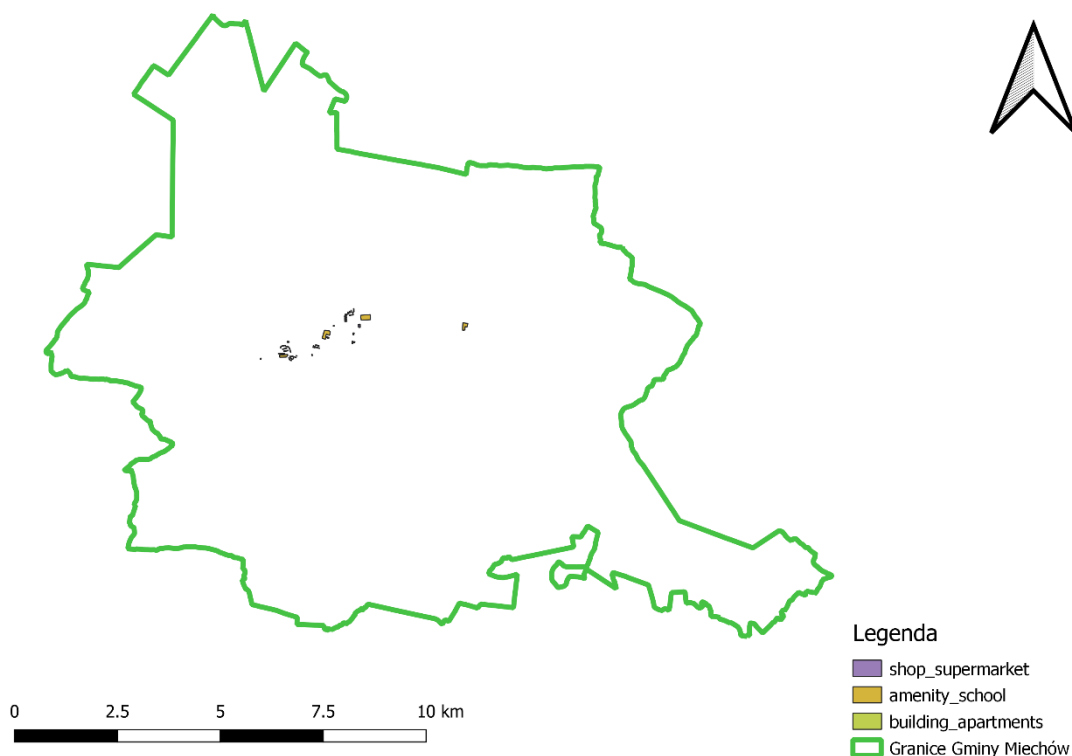 Legenda
shop_supermarket
amenity_school
building_apartments
Granice Gminy Miechów
0 2.5 5 7.5 10 km